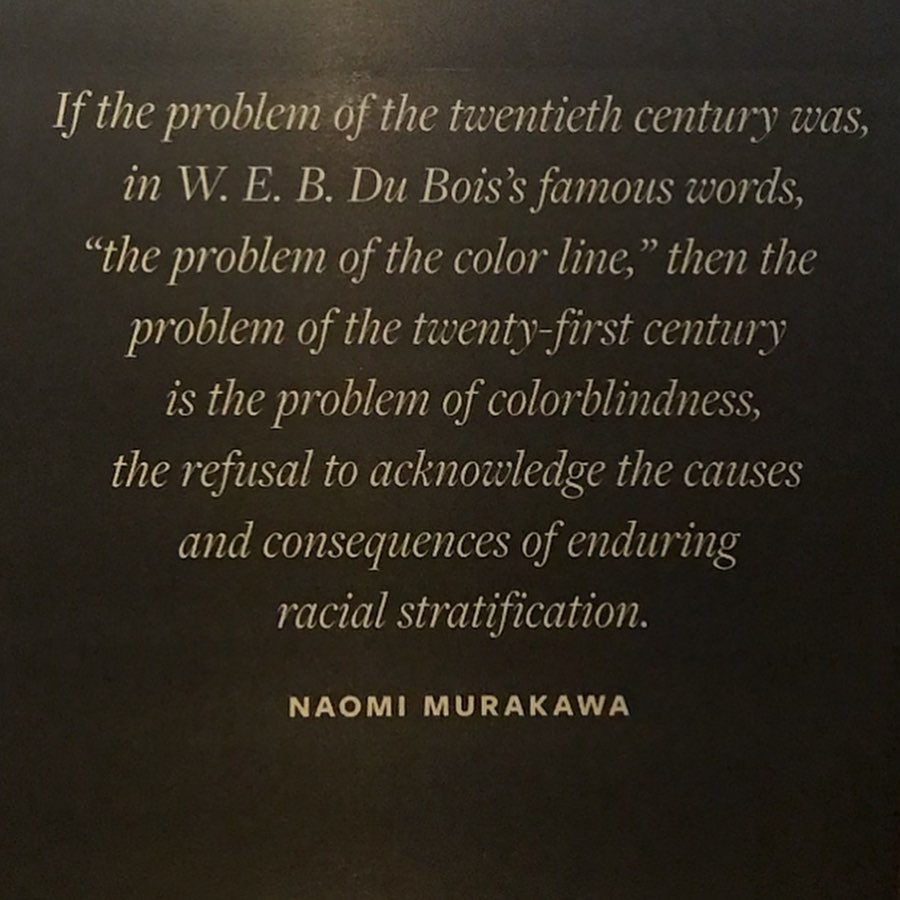 If the problem of the twentieth century was,
in W. E. B. Du Bois’s famous words,
“the problem of the color line,” then the
problem of the twenty-first century
is the problem of colorblindness,
the refusal to acknowledge the causes
and consequences of enduring
racial stratification.
NAOMI MURAKAWA